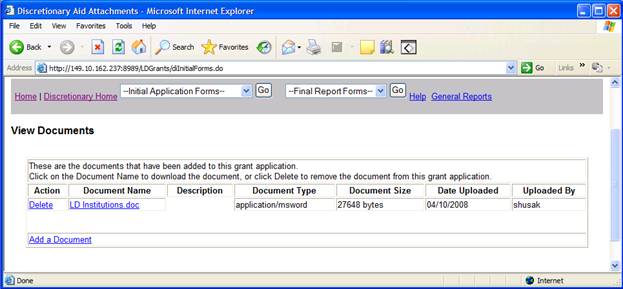 Discretionary Aid Attachments - Microsoft Internet Explorer
File Edit View Favorites Tools Help
Back Search Favorites
Address http://149.10.162.237:8989/LDGrants/dIInitialForms.do Go Links »
Home | Discretionary Home --Initial Application Forms-- Go --Final Report Forms-- Go Help General Reports
View Documents
These are the documents that have been added to this grant application.
Click on the Document Name to download the document, or click Delete to remove the document from this grant application.
Action Document Name Description Document Type Document Size Date Uploaded Uploaded By
Delete LD Institutions.doc application/msword 27648 bytes 04/10/2008 shusak
Add a Document
Done Internet